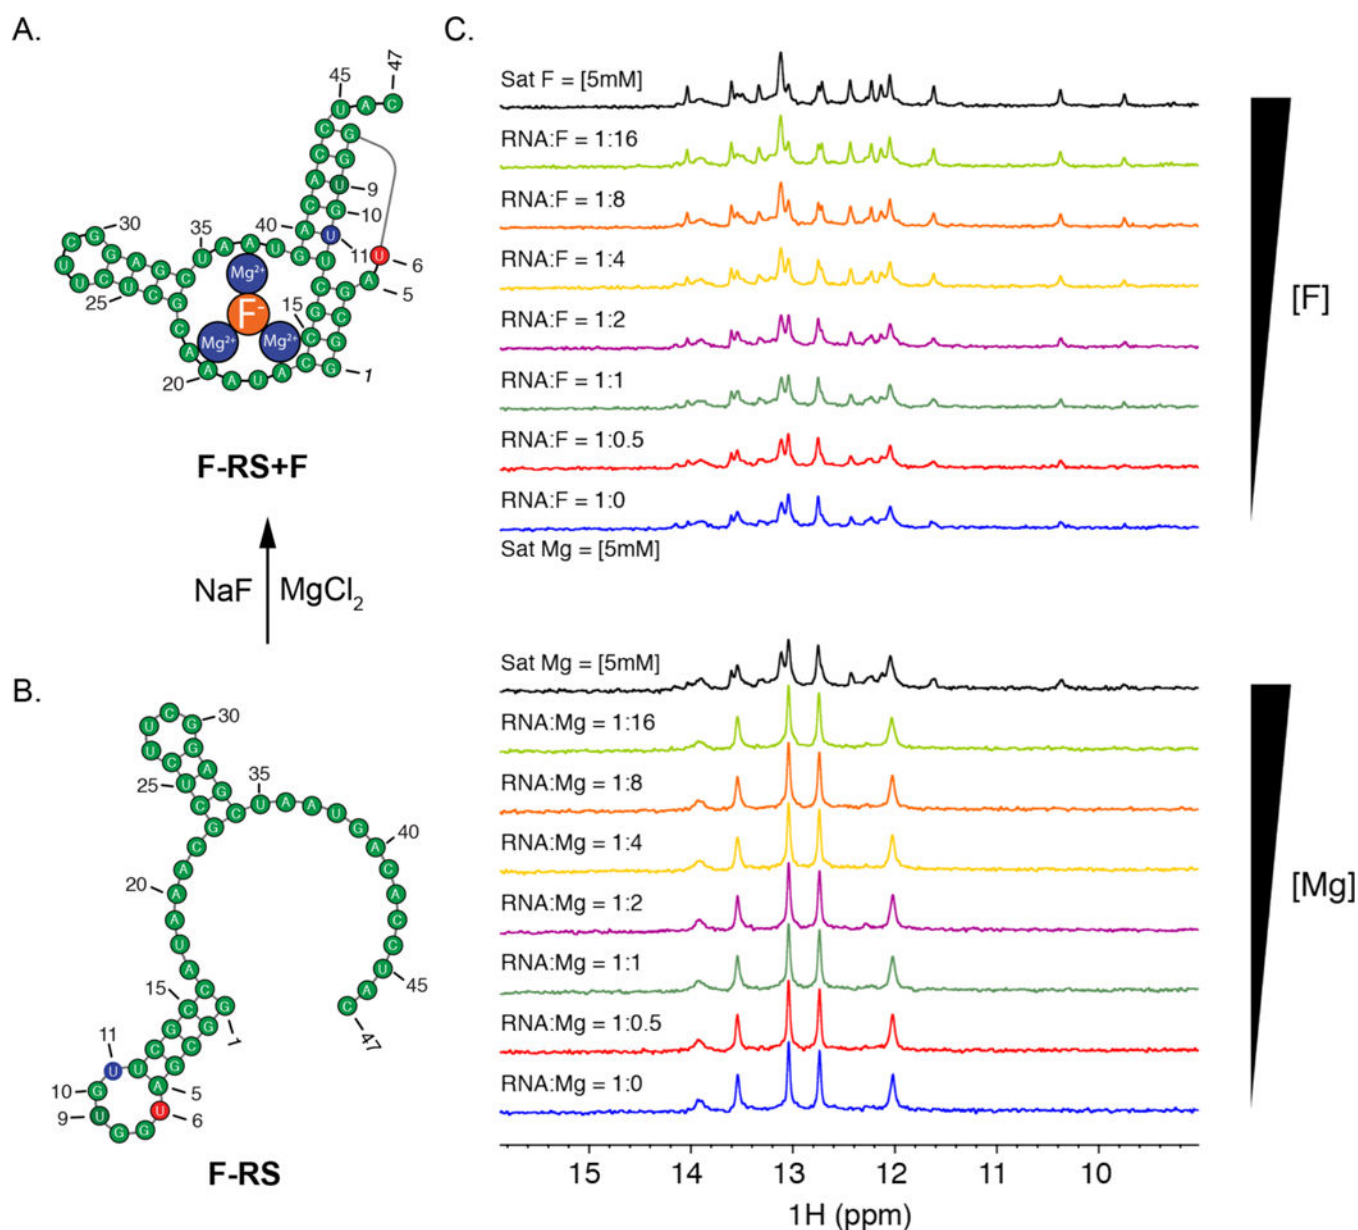 A.
C.
45
47
U A C
C G
C G
A U
9
C G
10
40
A U
11
G U
30
35
G G
C
U
U
C U C G
A G C
25
U A A U
Mg²⁺
F⁻
Mg²⁺ Mg²⁺
C
A
A
20
A U A C
15
C G C
G C G G
1
A
5
U
6
F-RS+F
NaF
MgCl₂
B.
C G
30
U G
U A
C G
U
25
C C
G
35
U A A U G A C A C C U A C
40
45
47
C
A
A
20
A
U
A
C
15
C
G
C
U
11
U
10
G
9
U
G G
U
6
A
5
G
C
G
G
1
F-RS
Sat F = [5mM]
RNA:F = 1:16
RNA:F = 1:8
RNA:F = 1:4
RNA:F = 1:2
RNA:F = 1:1
RNA:F = 1:0.5
RNA:F = 1:0
Sat Mg = [5mM]
[F]
Sat Mg = [5mM]
RNA:Mg = 1:16
RNA:Mg = 1:8
RNA:Mg = 1:4
RNA:Mg = 1:2
RNA:Mg = 1:1
RNA:Mg = 1:0.5
RNA:Mg = 1:0
[Mg]
15 14 13 12 11 10
1H (ppm)